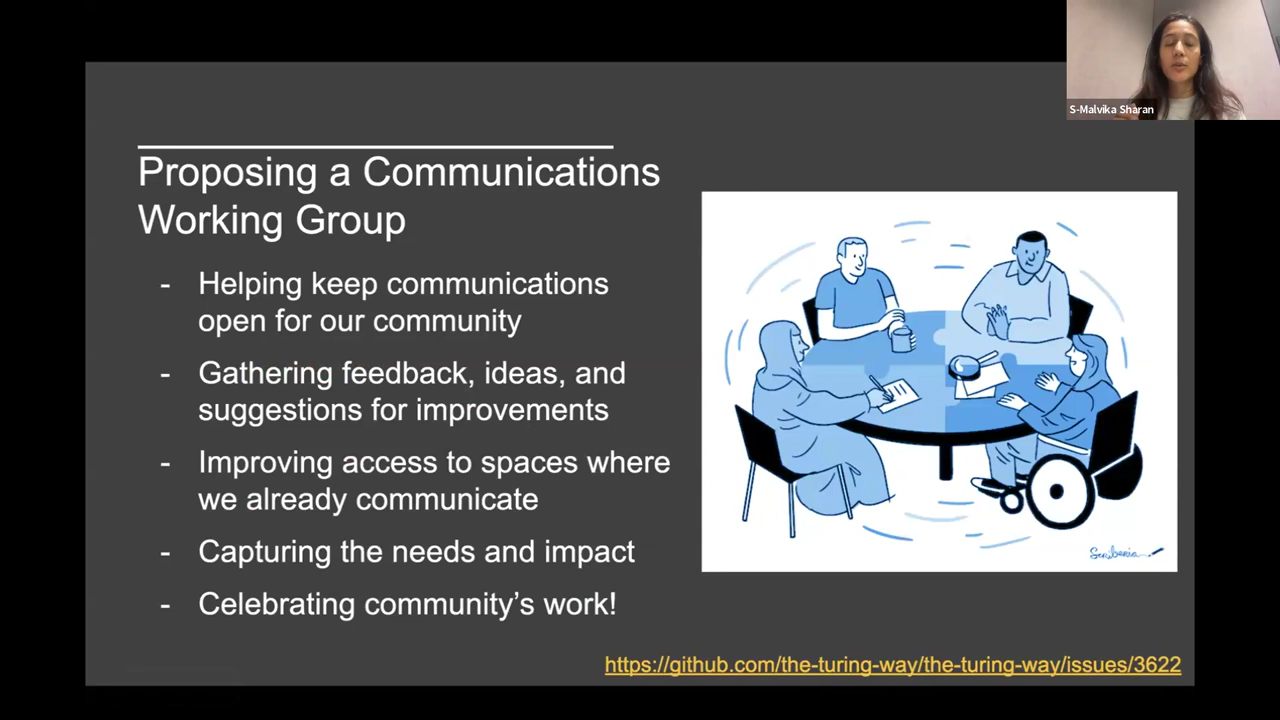 S-Malvika Sharan
Proposing a Communications
Working Group
- Helping keep communications
open for our community
- Gathering feedback, ideas, and
suggestions for improvements
- Improving access to spaces where
we already communicate
- Capturing the needs and impact
- Celebrating community’s work!
Scriberia
https://github.com/the-turing-way/the-turing-way/issues/3622